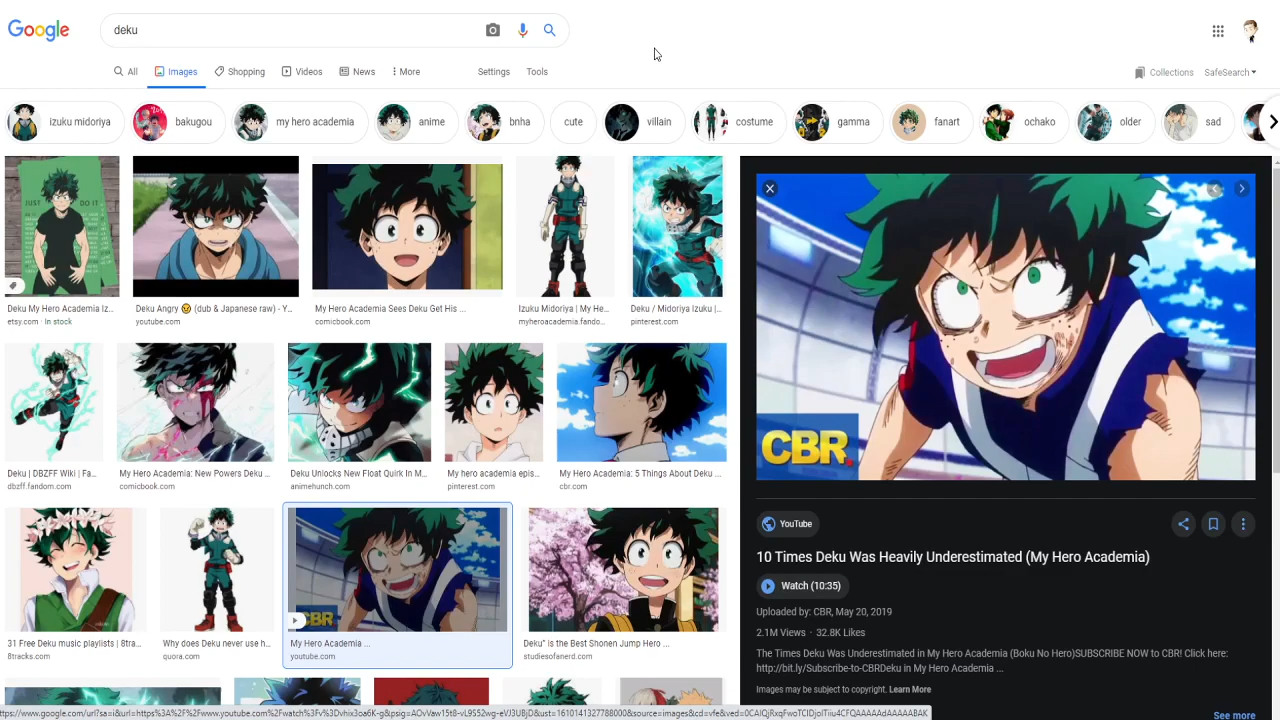 Google
deku
All
Images
Shopping
Videos
News
More
Settings
Tools
Collections
SafeSearch
izuku midoriya
bakugou
my hero academia
anime
bnha
cute
villain
costume
gamma
fanart
ochako
older
sad
JUST DO IT
Deku My Hero Academia Iz...
etsy.com · In stock
Deku Angry 😠 (dub & Japanese raw) - Y...
youtube.com
My Hero Academia Sees Deku Get His ...
comicbook.com
Izuku Midoriya | My He...
myheroacademia.fando...
Deku / Midoriya Izuku |...
pinterest.com
Deku | DBZFF Wiki | Fa...
dbzff.fandom.com
My Hero Academia: New Powers Deku ...
comicbook.com
Deku Unlocks New Float Quirk In M...
animehunch.com
My hero academia epis...
pinterest.com
My Hero Academia: 5 Things About Deku ...
cbr.com
31 Free Deku music playlists | 8tra...
8tracks.com
Why does Deku never use h...
quora.com
CBR
My Hero Academia ...
youtube.com
Deku" is the Best Shonen Jump Hero ...
studiesofanerd.com
CBR.
YouTube
10 Times Deku Was Heavily Underestimated (My Hero Academia)
Watch (10:35)
Uploaded by: CBR, May 20, 2019
2.1M Views · 32.8K Likes
The Times Deku Was Underestimated in My Hero Academia (Boku No Hero)SUBSCRIBE NOW to CBR! Click here:
http://bit.ly/Subscribe-to-CBRDeku in My Hero Academia ...
Images may be subject to copyright. Learn More
See more